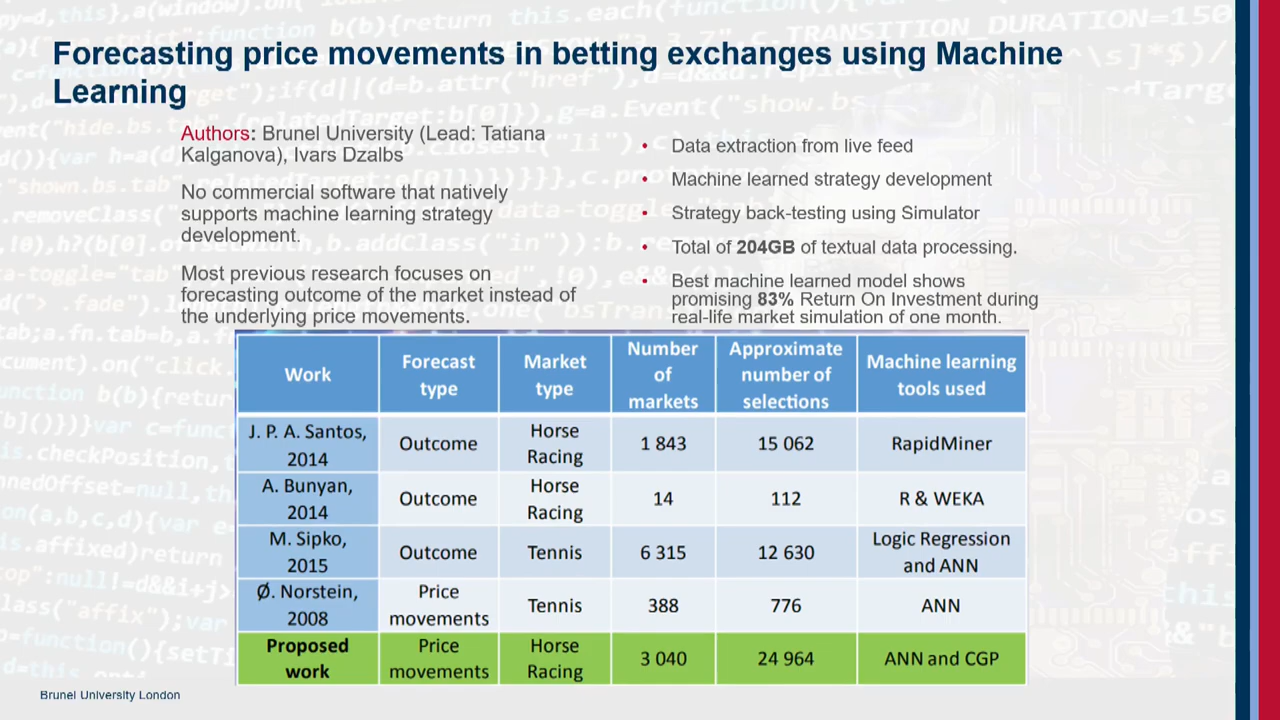 Forecasting price movements in betting exchanges using Machine
Learning
Authors: Brunel University (Lead: Tatiana
Kalganova), Ivars Dzalbs
No commercial software that natively
supports machine learning strategy
development.
Most previous research focuses on
forecasting outcome of the market instead of
the underlying price movements.
• Data extraction from live feed
• Machine learned strategy development
• Strategy back-testing using Simulator
• Total of 204GB of textual data processing.
• Best machine learned model shows
promising 83% Return On Investment during
real-life market simulation of one month.
Work Forecast type Market type Number of markets Approximate number of selections Machine learning tools used
J. P. A. Santos, 2014 Outcome Horse Racing 1 843 15 062 RapidMiner
A. Bunyan, 2014 Outcome Horse Racing 14 112 R & WEKA
M. Sipko, 2015 Outcome Tennis 6 315 12 630 Logic Regression and ANN
Ø. Norstein, 2008 Price movements Tennis 388 776 ANN
Proposed work Price movements Horse Racing 3 040 24 964 ANN and CGP
Brunel University London